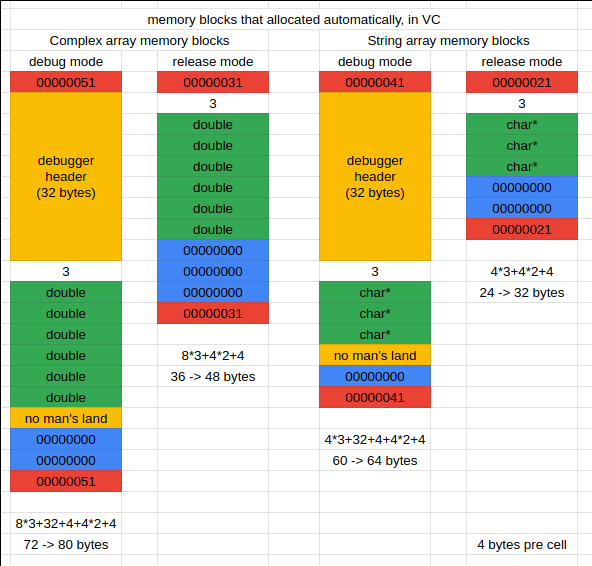 memory blocks that allocated automatically, in VC
Complex array memory blocks
String array memory blocks
debug mode
release mode
debug mode
release mode
00000051
00000031
00000041
00000021
debugger
header
(32 bytes)
3
double
double
double
double
double
double
00000000
00000000
00000000
00000031
debugger
header
(32 bytes)
3
char*
char*
char*
00000000
00000000
00000021
3
double
double
double
double
double
double
no man's land
00000000
00000000
00000051
8*3+4*2+4
36 -> 48 bytes
3
char*
char*
char*
no man's land
00000000
00000041
4*3+4*2+4
24 -> 32 bytes
8*3+32+4+4*2+4
72 -> 80 bytes
4*3+32+4+4*2+4
60 -> 64 bytes
4 bytes pre cell